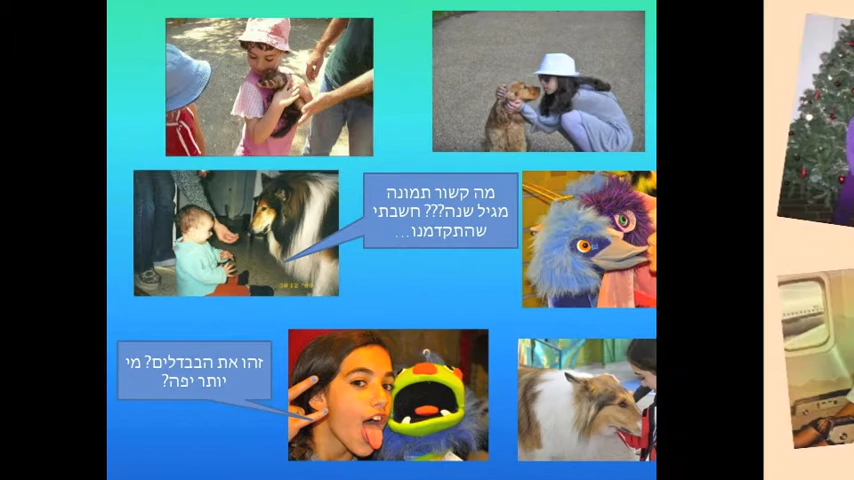 מה קשור תמונה
מגיל שנה??? חשבתי
שהתקדמנו...
זהו את הבבדלים? מי
יותר יפה?